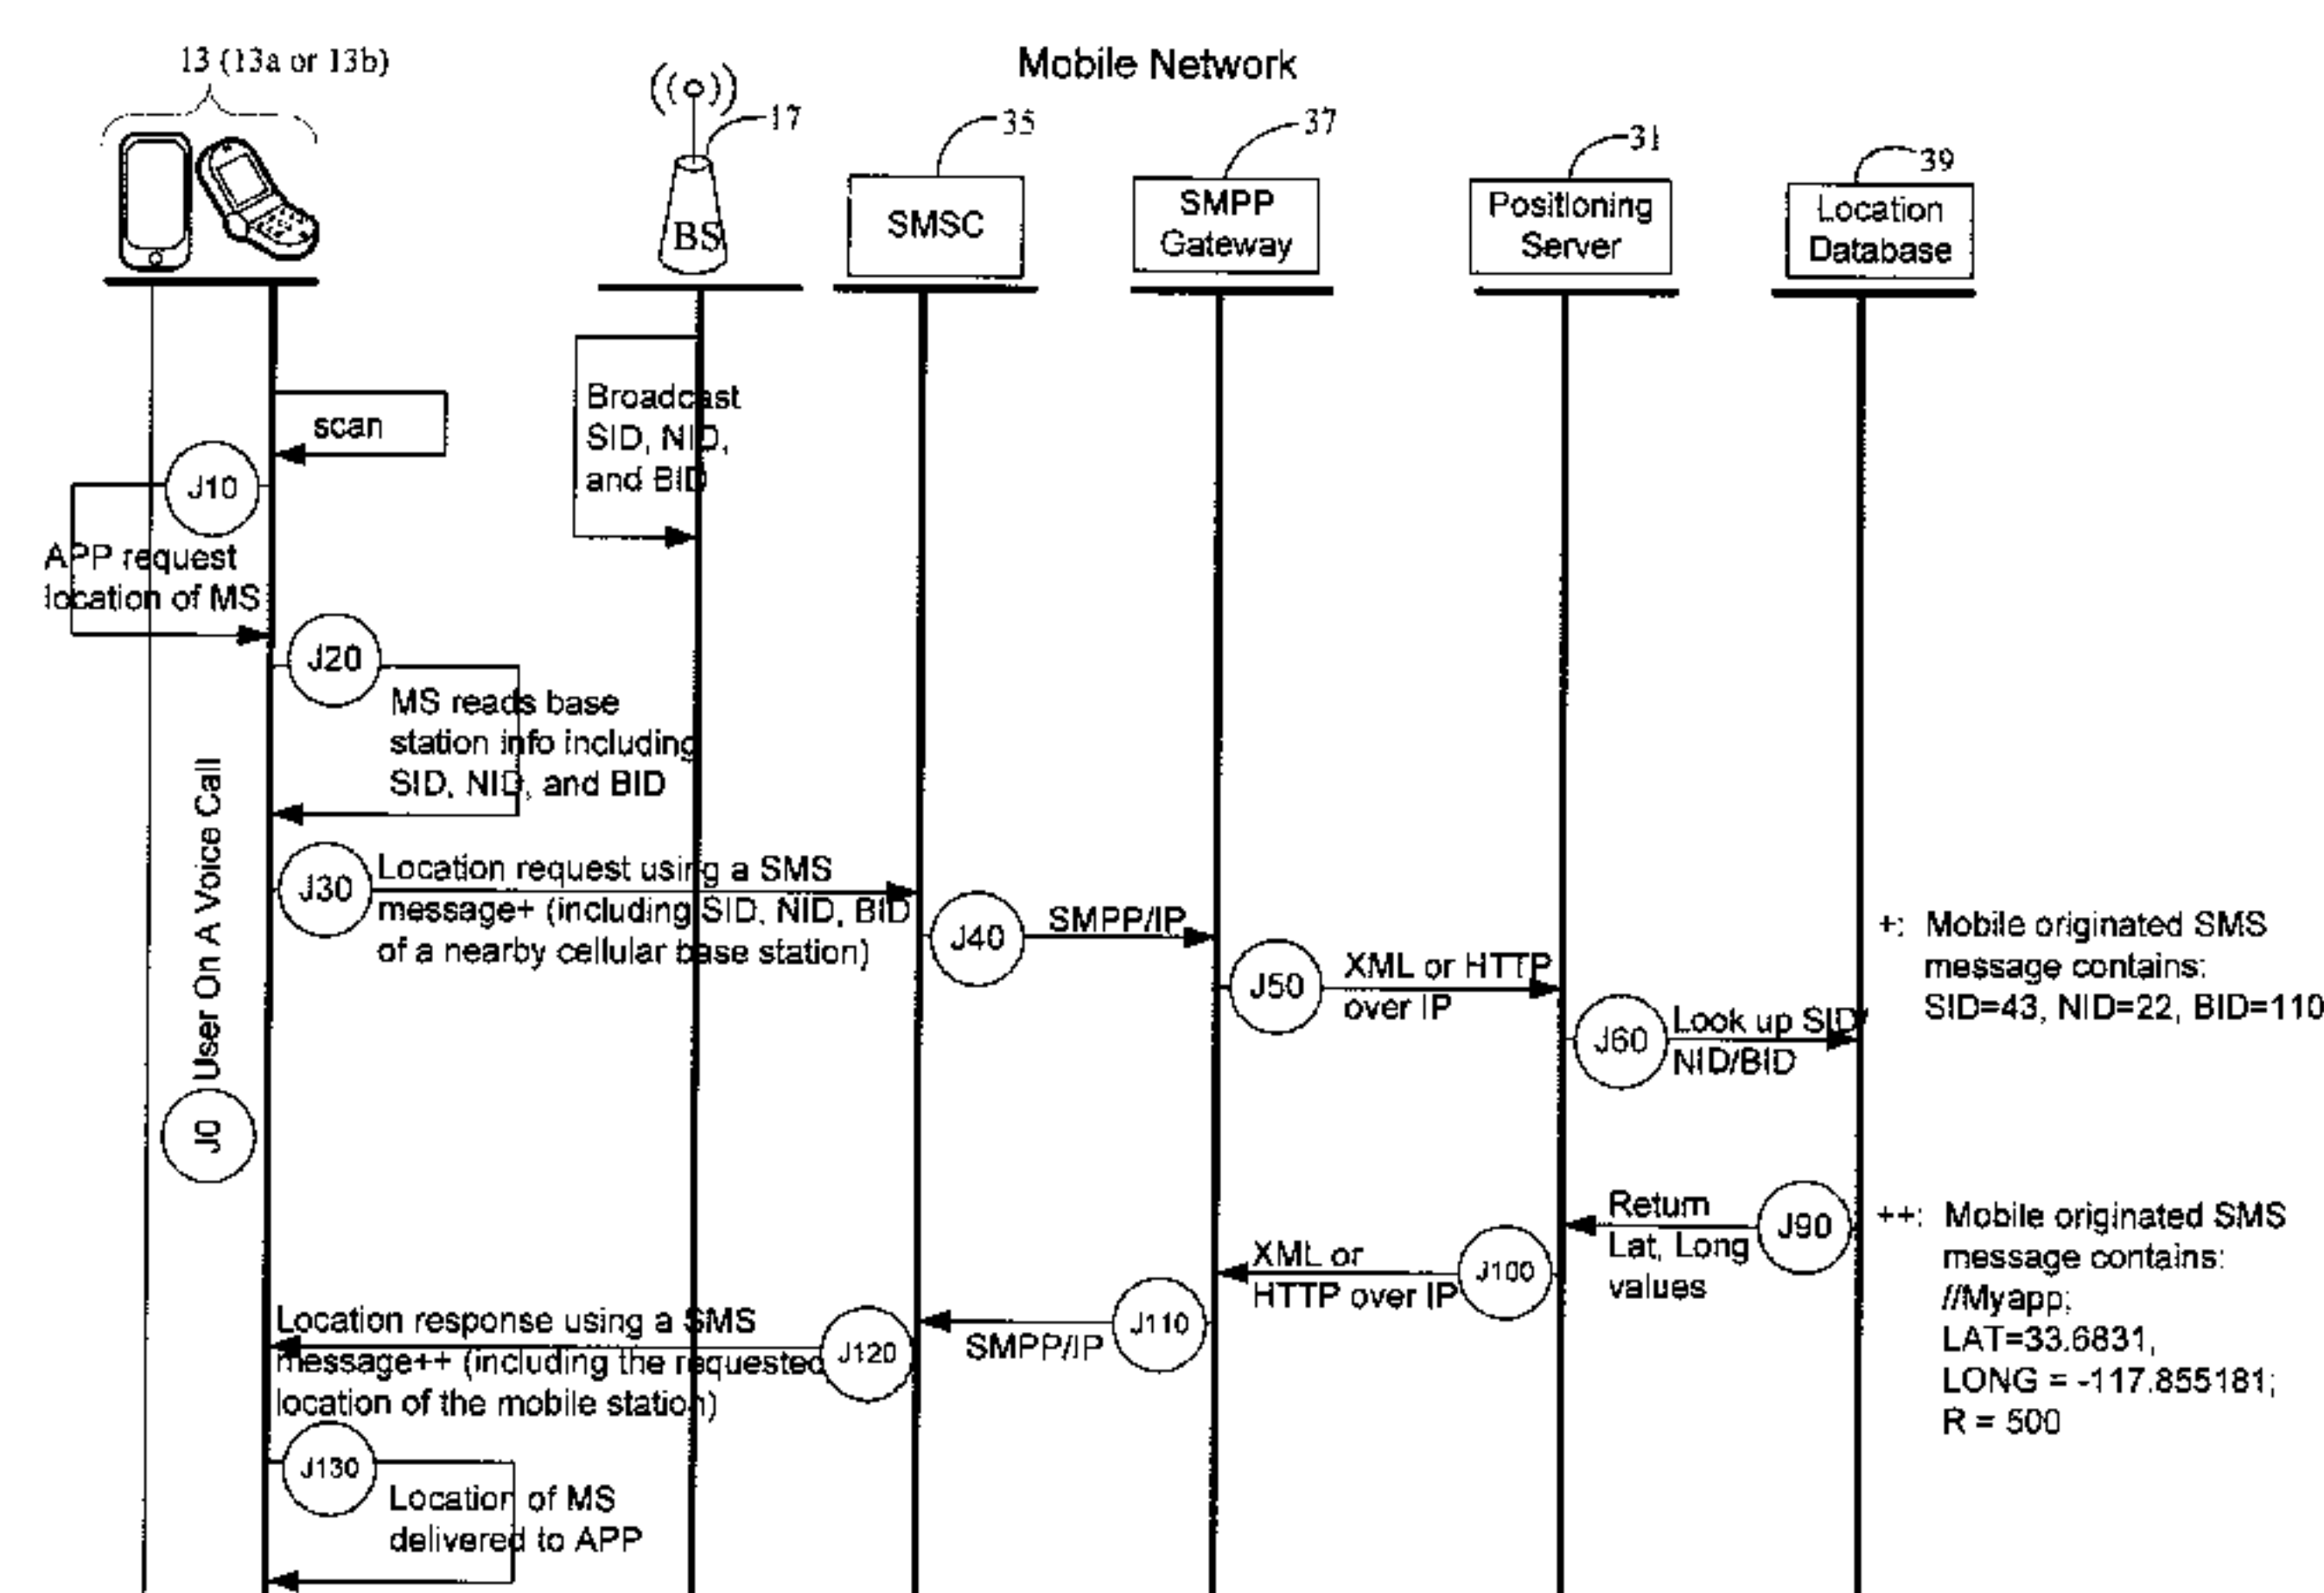 13 (13a or 13b)
Mobile Network
17
35
37
31
39
BS
SMSC
SMPP
Gateway
Positioning
Server
Location
Database
scan
Broadcast
SID, NID,
and BID
J10
APP request
location of MS
J20
MS reads base
station info including
SID, NID, and BID
User On A Voice Call
J0
J30
Location request using a SMS
message+ (including SID, NID, BID
of a nearby cellular base station)
J40
SMPP/IP
J50
XML or HTTP
over IP
J60
Look up SID/
NID/BID
+: Mobile originated SMS
message contains:
SID=43, NID=22, BID=110
J90
Return
Lat, Long
values
J100
XML or
HTTP over IP
J110
SMPP/IP
J120
Location response using a SMS
message++ (including the requested
location of the mobile station)
J130
Location of MS
delivered to APP
++: Mobile originated SMS
message contains:
//Myapp;
LAT=33.6831,
LONG = -117.855181;
R = 500